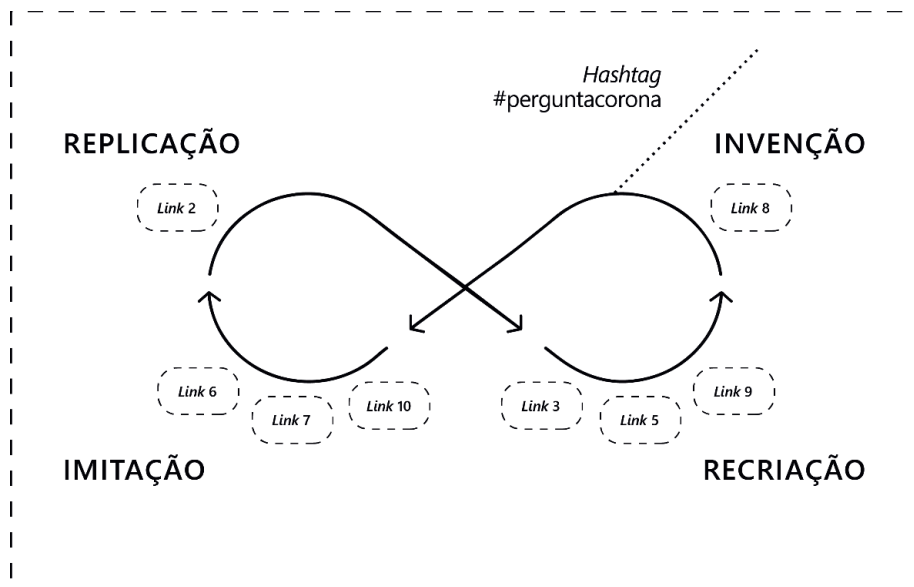 Hashtag
#perguntacorona
REPLICAÇÃO
INVENÇÃO
Link 2
Link 8
Link 6
Link 7
Link 10
Link 3
Link 5
Link 9
IMITAÇÃO
RECRIAÇÃO